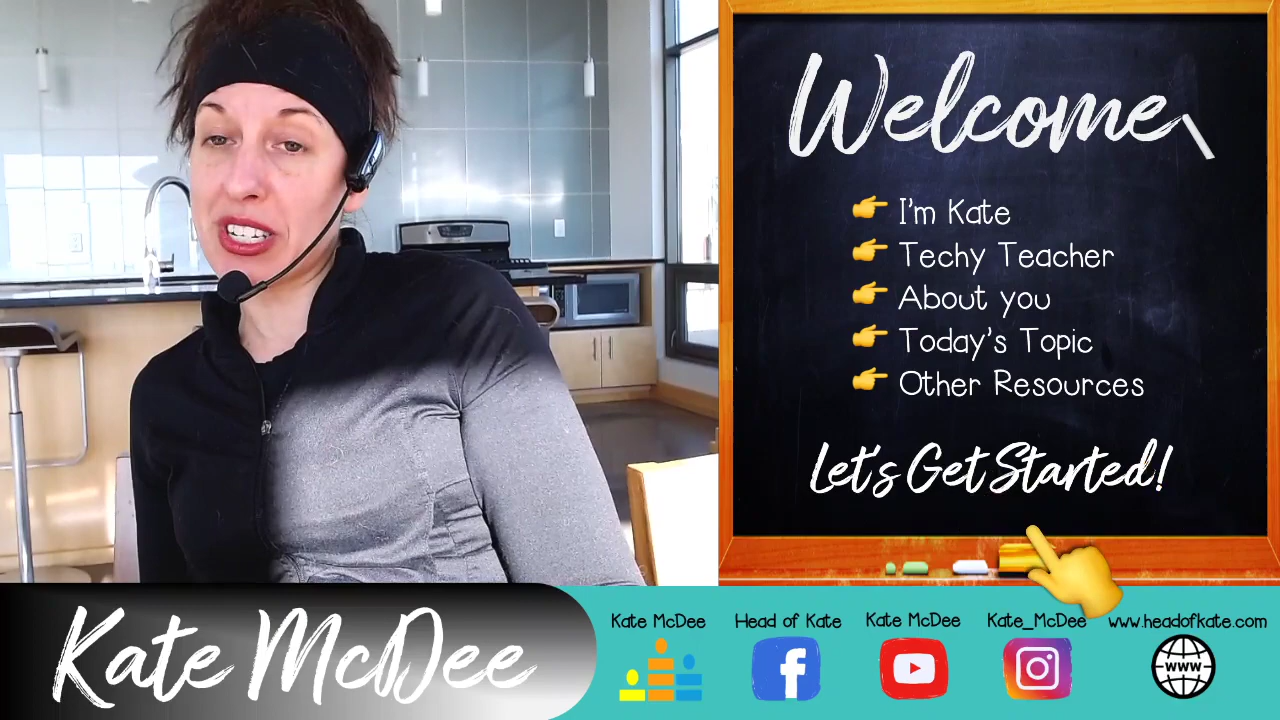 Welcome
I'm Kate
Techy Teacher
About you
Today's Topic
Other Resources
Let's Get Started!
Kate McDee
Kate McDee
Head of Kate
Kate McDee
Kate_McDee
www.headofkate.com
www